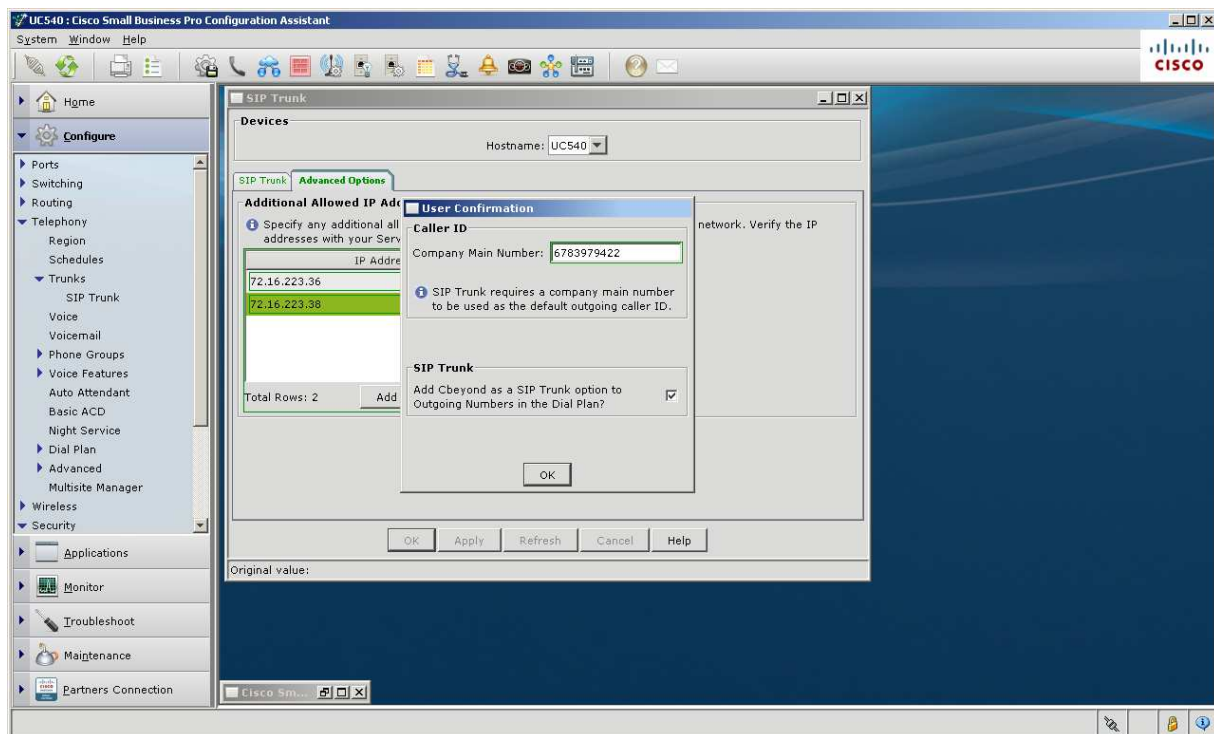 UC540 : Cisco Small Business Pro Configuration Assistant
System Window Help
CISCO
Home
Configure
Ports
Switching
Routing
Telephony
Region
Schedules
Trunks
SIP Trunk
Voice
Voicemail
Phone Groups
Voice Features
Auto Attendant
Basic ACD
Night Service
Dial Plan
Advanced
Multisite Manager
Wireless
Security
Applications
Monitor
Troubleshoot
Maintenance
Partners Connection
SIP Trunk
Devices
Hostname: UC540
SIP Trunk Advanced Options
Additional Allowed IP Add
Specify any additional all network. Verify the IP
addresses with your Serv
IP Addre
72.16.223.36
72.16.223.38
Total Rows: 2 Add
User Confirmation
Caller ID
Company Main Number: 6783979422
SIP Trunk requires a company main number
to be used as the default outgoing caller ID.
SIP Trunk
Add Cbeyond as a SIP Trunk option to
Outgoing Numbers in the Dial Plan?
OK
OK Apply Refresh Cancel Help
Original value:
Cisco Sm...